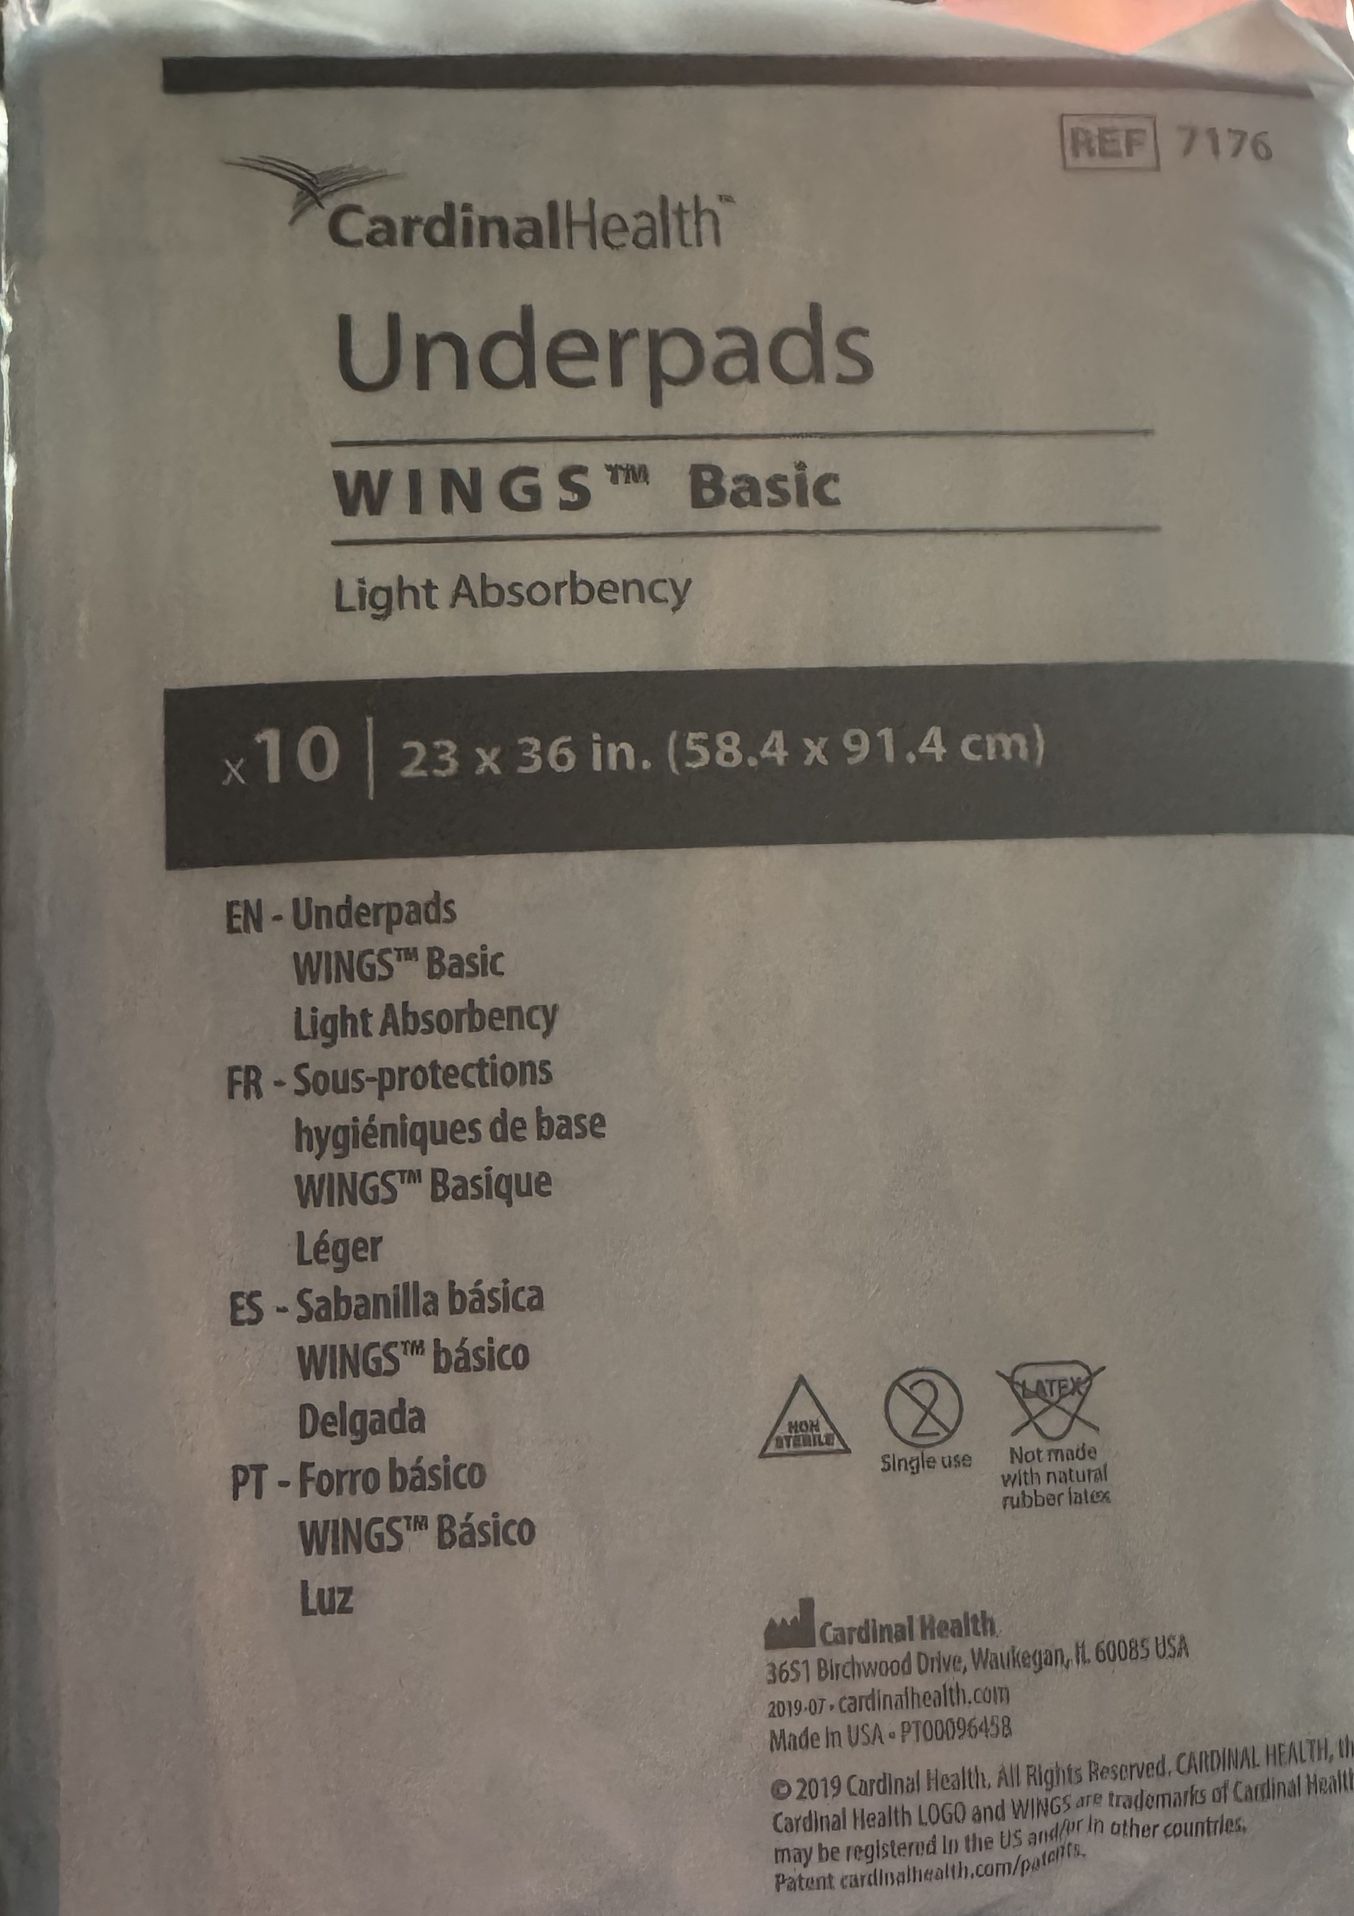 REF 7176
CardinalHealth™
Underpads
WINGS™ Basic
Light Absorbency
x10 | 23 x 36 in. (58.4 x 91.4 cm)
EN - Underpads
WINGS™ Basic
Light Absorbency
FR - Sous-protections
hygiéniques de base
WINGS™ Basique
Léger
ES - Sabanilla básica
WINGS™ básico
Delgada
PT - Forro básico
WINGS™ Básico
Luz
NON
STERILE
2
Single use
LATEX
Not made
with natural
rubber latex
Cardinal Health
3651 Birchwood Drive, Waukegan, IL 60085 USA
2019-07 • cardinalhealth.com
Made in USA • PT00096458
© 2019 Cardinal Health. All Rights Reserved. CARDINAL HEALTH, th
Cardinal Health LOGO and WINGS are trademarks of Cardinal Health
may be registered in the US and/or in other countries.
Patent cardinalhealth.com/patents.